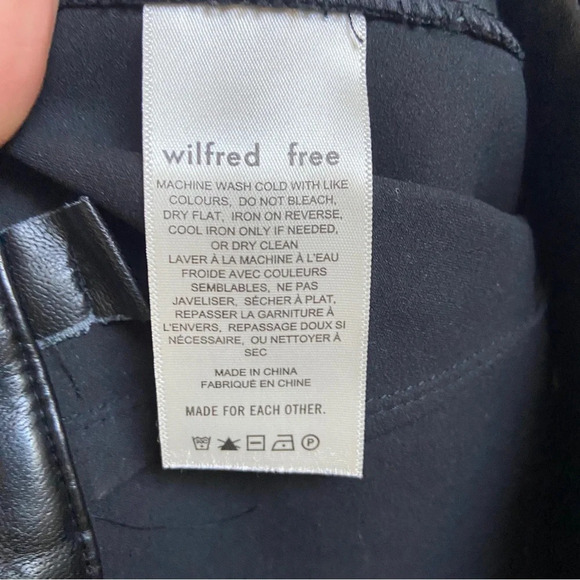 wilfred free
MACHINE WASH COLD WITH LIKE
COLOURS, DO NOT BLEACH,
DRY FLAT, IRON ON REVERSE,
COOL IRON ONLY IF NEEDED,
OR DRY CLEAN
LAVER À LA MACHINE À L'EAU
FROIDE AVEC COULEURS
SEMBLABLES, NE PAS
JAVELISER, SÉCHER À PLAT,
REPASSER LA GARNITURE À
L'ENVERS, REPASSAGE DOUX SI
NÉCESSAIRE, OU NETTOYER À
SEC
MADE IN CHINA
FABRIQUÉ EN CHINE
MADE FOR EACH OTHER.
P